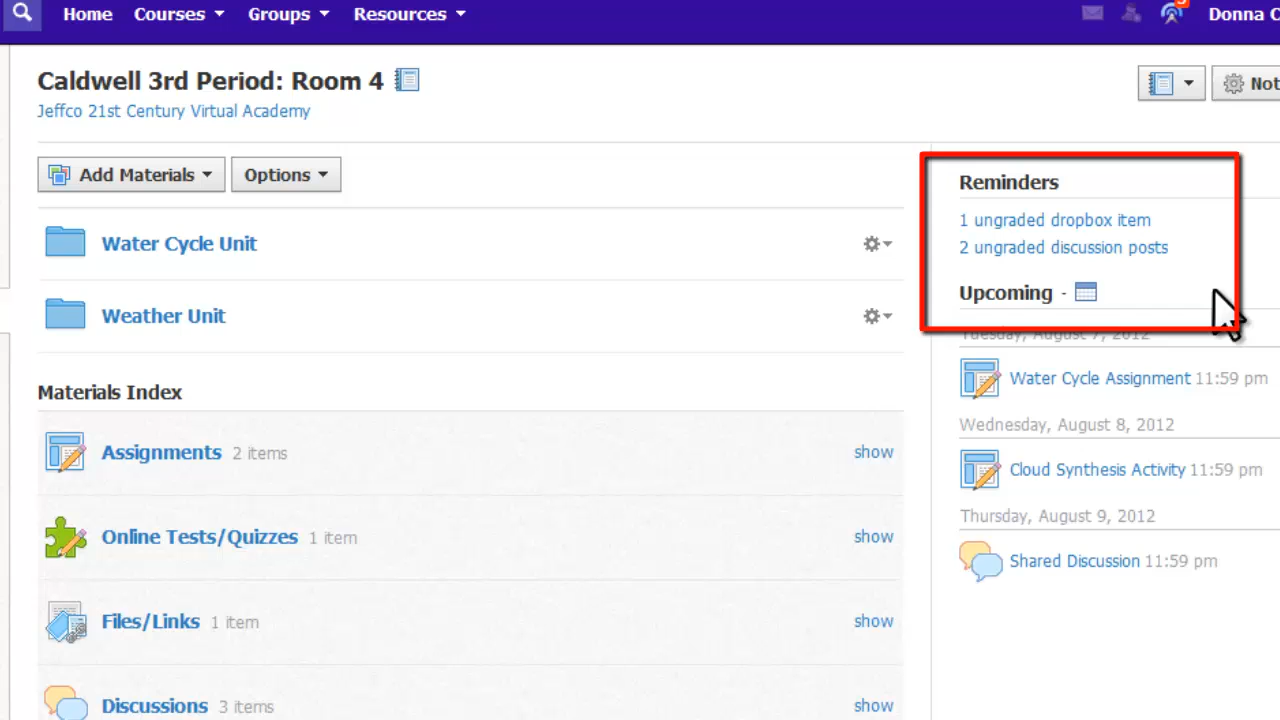 Home Courses Groups Resources Donna C
Caldwell 3rd Period: Room 4
Not
Jeffco 21st Century Virtual Academy
Add Materials Options
Water Cycle Unit
Weather Unit
Materials Index
Assignments 2 items show
Online Tests/Quizzes 1 item show
Files/Links 1 item show
Discussions 3 items show
Reminders
1 ungraded dropbox item
2 ungraded discussion posts
Upcoming -
Tuesday, August 7, 2012
Water Cycle Assignment 11:59 pm
Wednesday, August 8, 2012
Cloud Synthesis Activity 11:59 pm
Thursday, August 9, 2012
Shared Discussion 11:59 pm